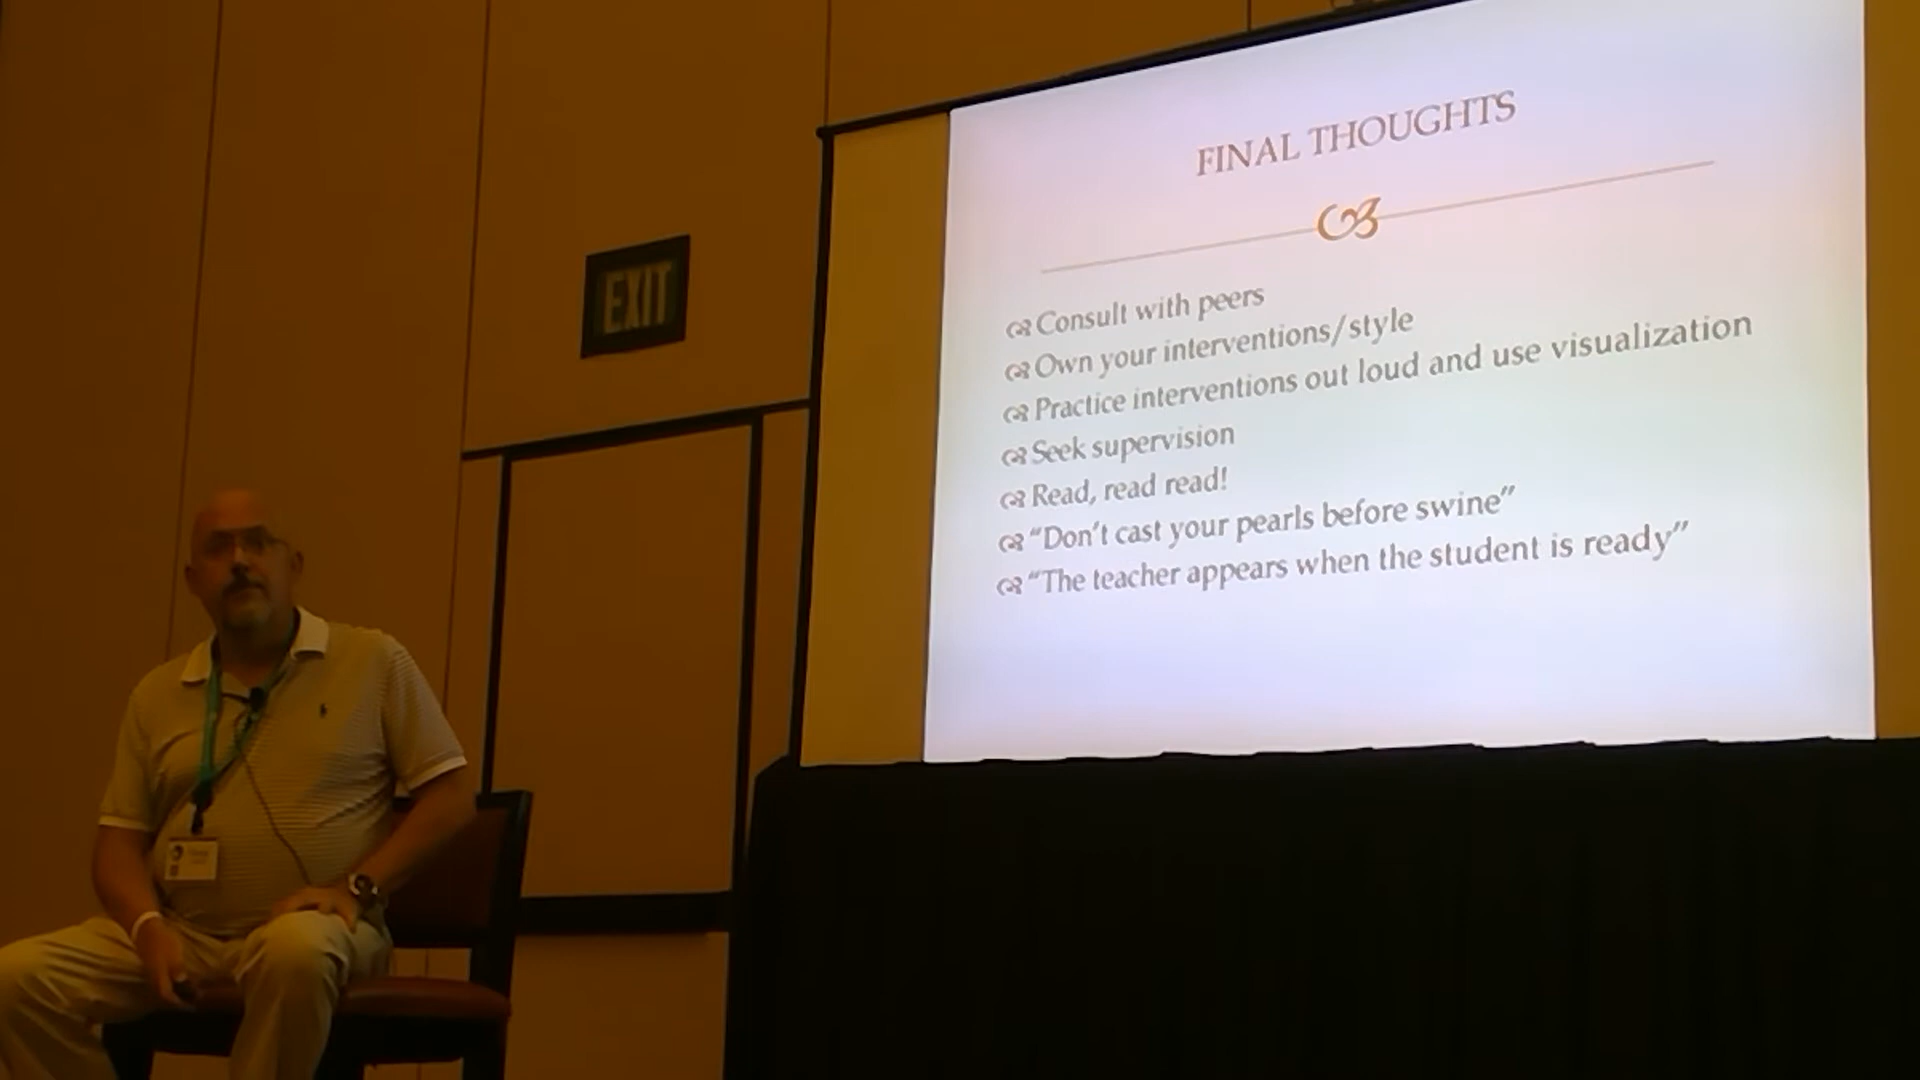 FINAL THOUGHTS
EXIT
Consult with peers
Own your interventions/style
Practice interventions out loud and use visualization
Seek supervision
Read, read read!
“Don’t cast your pearls before swine”
“The teacher appears when the student is ready”